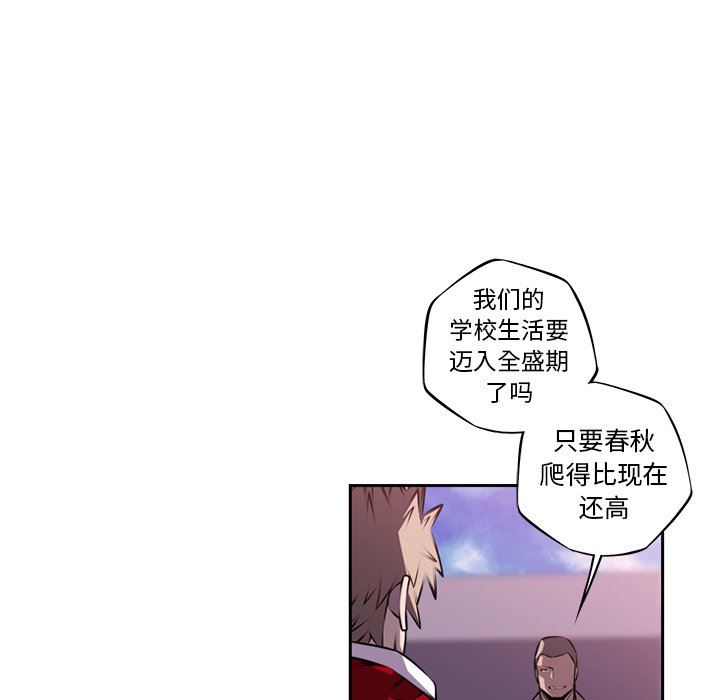 我们的
学校生活要
迈入全盛期
了吗
只要春秋
爬得比现在
还高